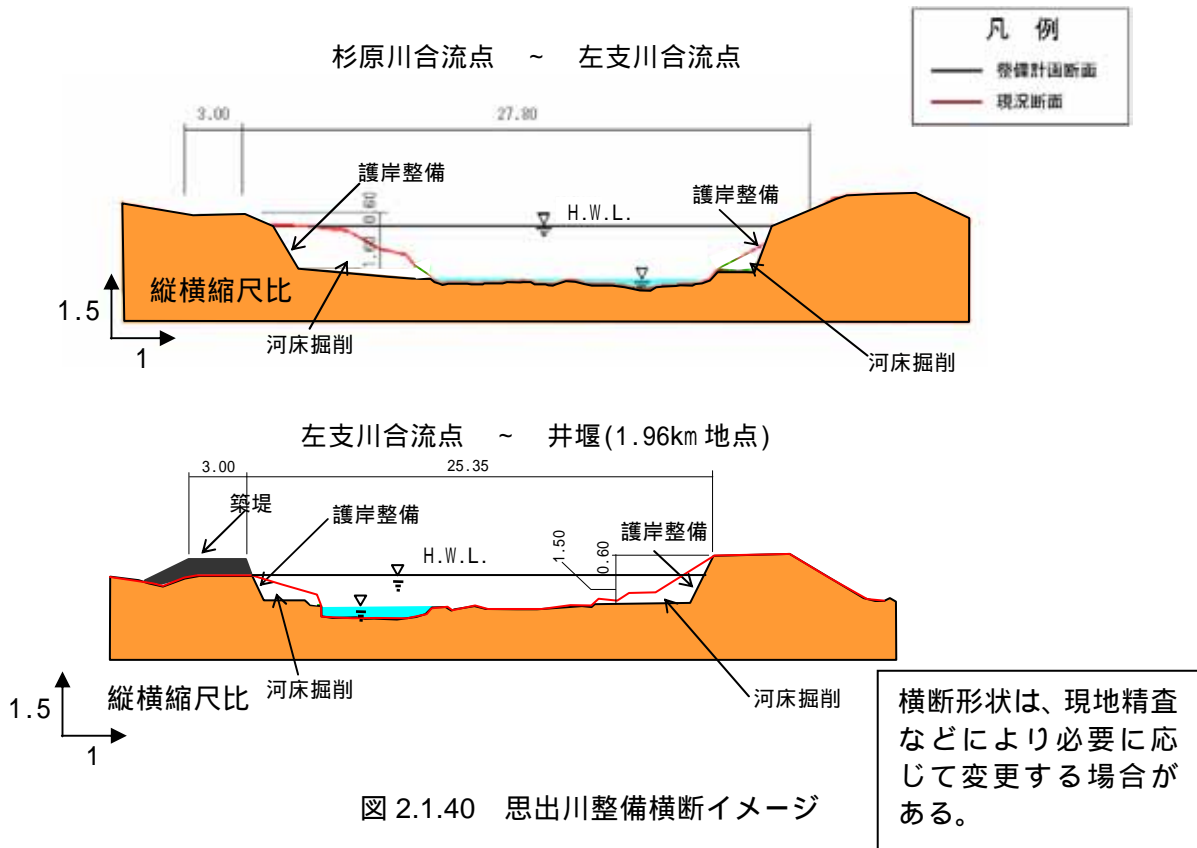 凡 例
整備計画断面
現況断面
杉原川合流点 ～ 左支川合流点
3.00
27.80
護岸整備
護岸整備
0.60
H.W.L.
1.60
縦横縮尺比
1.5
1
河床掘削
河床掘削
左支川合流点 ～ 井堰(1.96km 地点)
3.00
25.35
築堤
護岸整備
護岸整備
H.W.L.
1.50
0.60
縦横縮尺比
河床掘削
河床掘削
1.5
1
横断形状は、現地精査
などにより必要に応
じて変更する場合が
ある。
図 2.1.40 思出川整備横断イメージ